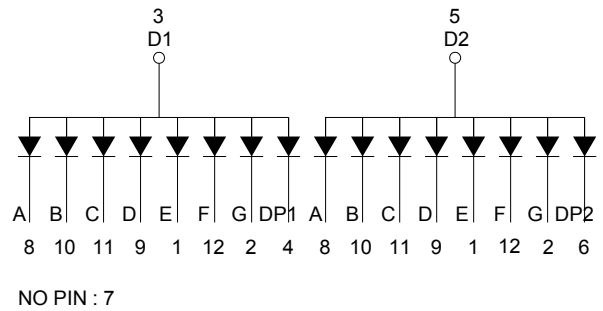 3 5
D1 D2
A B C D E F G DP1 A B C D E F G DP2
8 10 11 9 1 12 2 4 8 10 11 9 1 12 2 6
NO PIN : 7